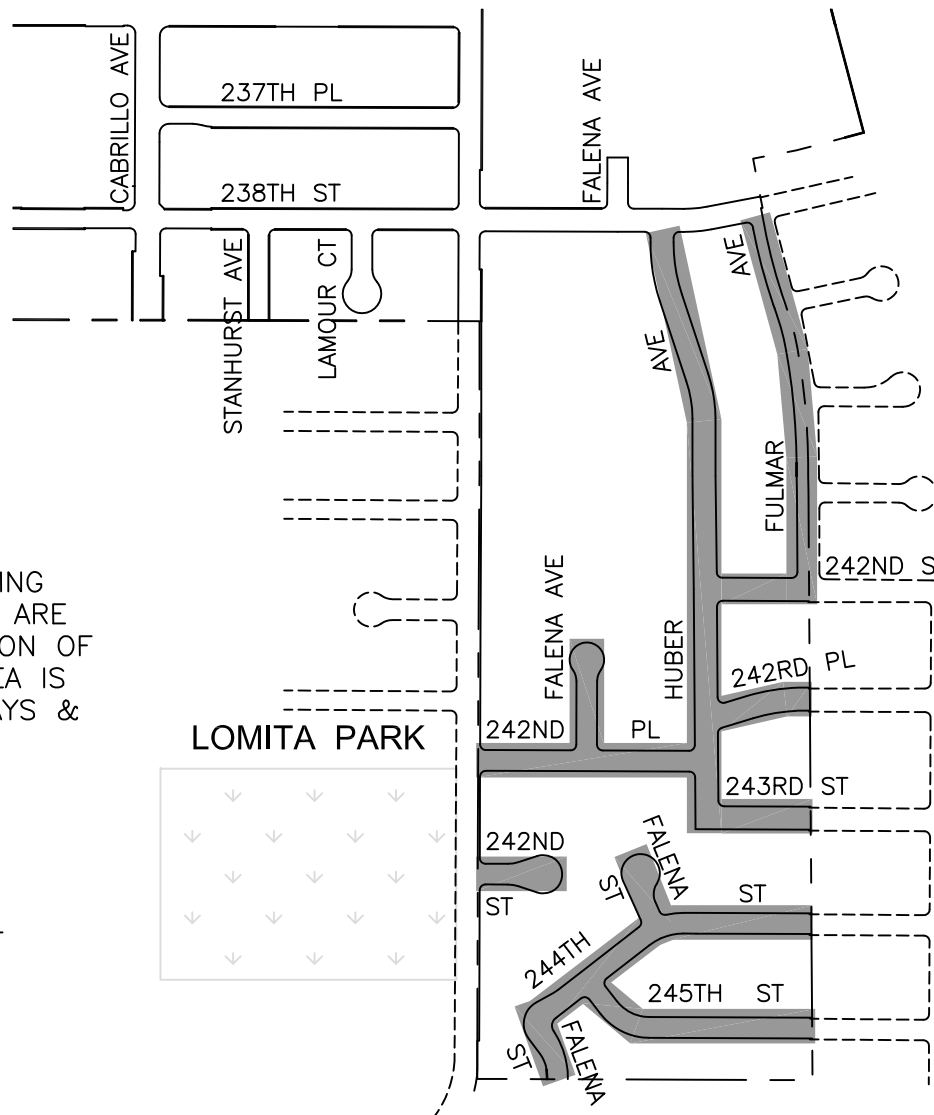 CABRILLO AVE
237TH PL
FALENA AVE
238TH ST
STANHURST AVE
LAMOUR CT
AVE
AVE
FULMAR
242ND S
ING
ARE
ON OF
EA IS
AYS &
FALENA AVE
HUBER
242RD PL
242ND PL
LOMITA PARK
243RD ST
242ND
ST
FALENA
ST
ST
244TH
245TH ST
ST
FALENA